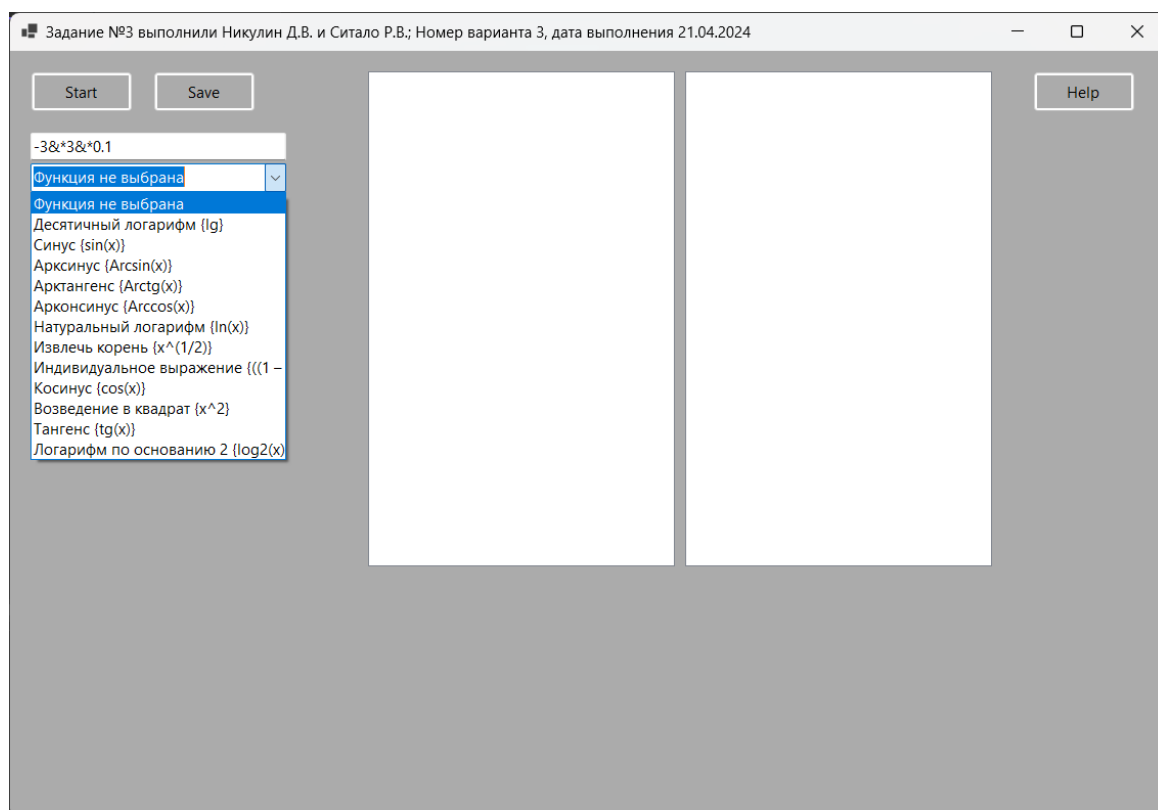 Задание №3 выполнили Никулин Д.В. и Ситало Р.В.; Номер варианта 3, дата выполнения 21.04.2024
Start
Save
Help
-3&*3&*0.1
Функция не выбрана
Функция не выбрана
Десятичный логарифм {lg}
Синус {sin(x)}
Арксинус {Arcsin(x)}
Арктангенс {Arctg(x)}
Арконсинус {Arccos(x)}
Натуральный логарифм {ln(x)}
Извлечь корень {x^(1/2)}
Индивидуальное выражение {((1 –
Косинус {cos(x)}
Возведение в квадрат {x^2}
Тангенс {tg(x)}
Логарифм по основанию 2 {log2(x)